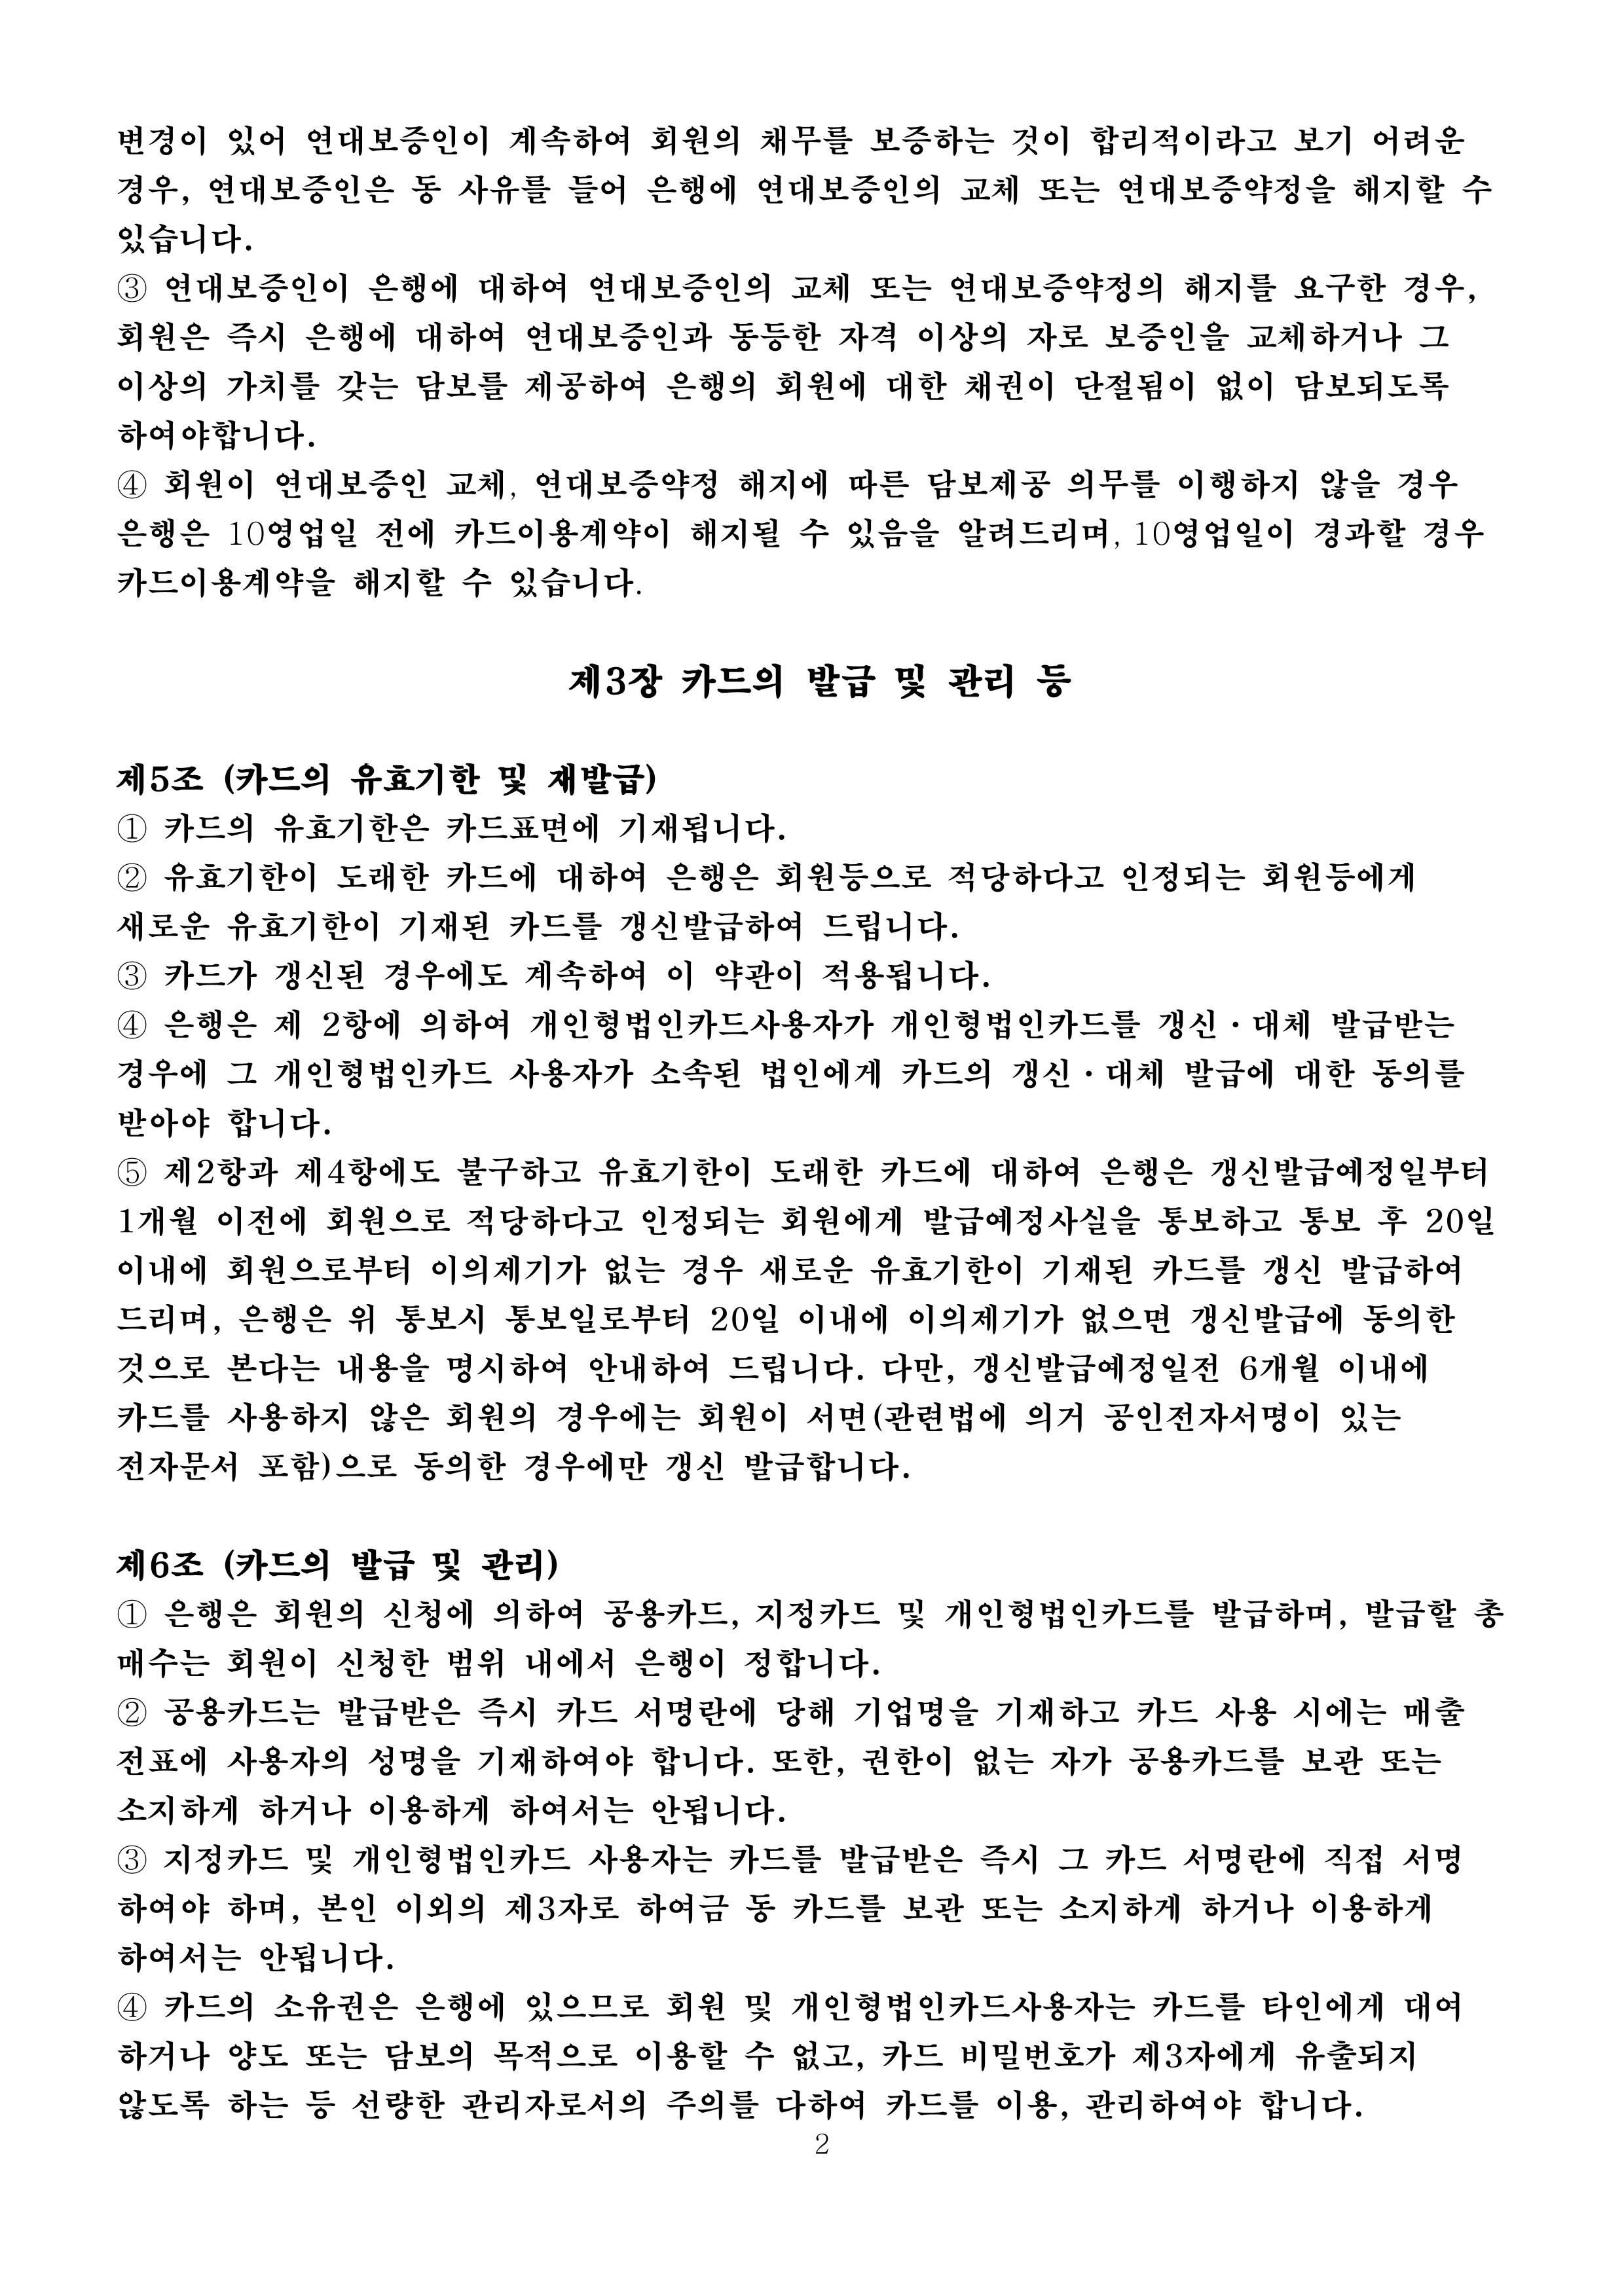 변경이 있어 연대보증인이 계속하여 회원의 채무를 보증하는 것이 합리적이라고 보기 어려운
경우, 연대보증인은 동 사유를 들어 은행에 연대보증인의 교체 또는 연대보증약정을 해지할 수
있습니다.
③ 연대보증인이 은행에 대하여 연대보증인의 교체 또는 연대보증약정의 해지를 요구한 경우,
회원은 즉시 은행에 대하여 연대보증인과 동등한 자격 이상의 자로 보증인을 교체하거나 그
이상의 가치를 갖는 담보를 제공하여 은행의 회원에 대한 채권이 단절됨이 없이 담보되도록
하여야합니다.
④ 회원이 연대보증인 교체, 연대보증약정 해지에 따른 담보제공 의무를 이행하지 않을 경우
은행은 10영업일 전에 카드이용계약이 해지될 수 있음을 알려드리며, 10영업일이 경과할 경우
카드이용계약을 해지할 수 있습니다.
제3장 카드의 발급 및 관리 등
제5조 (카드의 유효기한 및 재발급)
① 카드의 유효기한은 카드표면에 기재됩니다.
② 유효기한이 도래한 카드에 대하여 은행은 회원등으로 적당하다고 인정되는 회원등에게
새로운 유효기한이 기재된 카드를 갱신발급하여 드립니다.
③ 카드가 갱신된 경우에도 계속하여 이 약관이 적용됩니다.
④ 은행은 제 2항에 의하여 개인형법인카드사용자가 개인형법인카드를 갱신·대체 발급받는
경우에 그 개인형법인카드 사용자가 소속된 법인에게 카드의 갱신·대체 발급에 대한 동의를
받아야 합니다.
⑤ 제2항과 제4항에도 불구하고 유효기한이 도래한 카드에 대하여 은행은 갱신발급예정일부터
1개월 이전에 회원으로 적당하다고 인정되는 회원에게 발급예정사실을 통보하고 통보 후 20일
이내에 회원으로부터 이의제기가 없는 경우 새로운 유효기한이 기재된 카드를 갱신 발급하여
드리며, 은행은 위 통보시 통보일로부터 20일 이내에 이의제기가 없으면 갱신발급에 동의한
것으로 본다는 내용을 명시하여 안내하여 드립니다. 다만, 갱신발급예정일전 6개월 이내에
카드를 사용하지 않은 회원의 경우에는 회원이 서면(관련법에 의거 공인전자서명이 있는
전자문서 포함)으로 동의한 경우에만 갱신 발급합니다.
제6조 (카드의 발급 및 관리)
① 은행은 회원의 신청에 의하여 공용카드, 지정카드 및 개인형법인카드를 발급하며, 발급할 총
매수는 회원이 신청한 범위 내에서 은행이 정합니다.
② 공용카드는 발급받은 즉시 카드 서명란에 당해 기업명을 기재하고 카드 사용 시에는 매출
전표에 사용자의 성명을 기재하여야 합니다. 또한, 권한이 없는 자가 공용카드를 보관 또는
소지하게 하거나 이용하게 하여서는 안됩니다.
③ 지정카드 및 개인형법인카드 사용자는 카드를 발급받은 즉시 그 카드 서명란에 직접 서명
하여야 하며, 본인 이외의 제3자로 하여금 동 카드를 보관 또는 소지하게 하거나 이용하게
하여서는 안됩니다.
④ 카드의 소유권은 은행에 있으므로 회원 및 개인형법인카드사용자는 카드를 타인에게 대여
하거나 양도 또는 담보의 목적으로 이용할 수 없고, 카드 비밀번호가 제3자에게 유출되지
않도록 하는 등 선량한 관리자로서의 주의를 다하여 카드를 이용, 관리하여야 합니다.
2